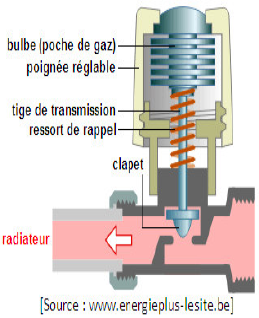 bulbe (poche de gaz)
poignée réglable
tige de transmission
ressort de rappel
clapet
radiateur
[Source : www.energieplus-lesite.be]